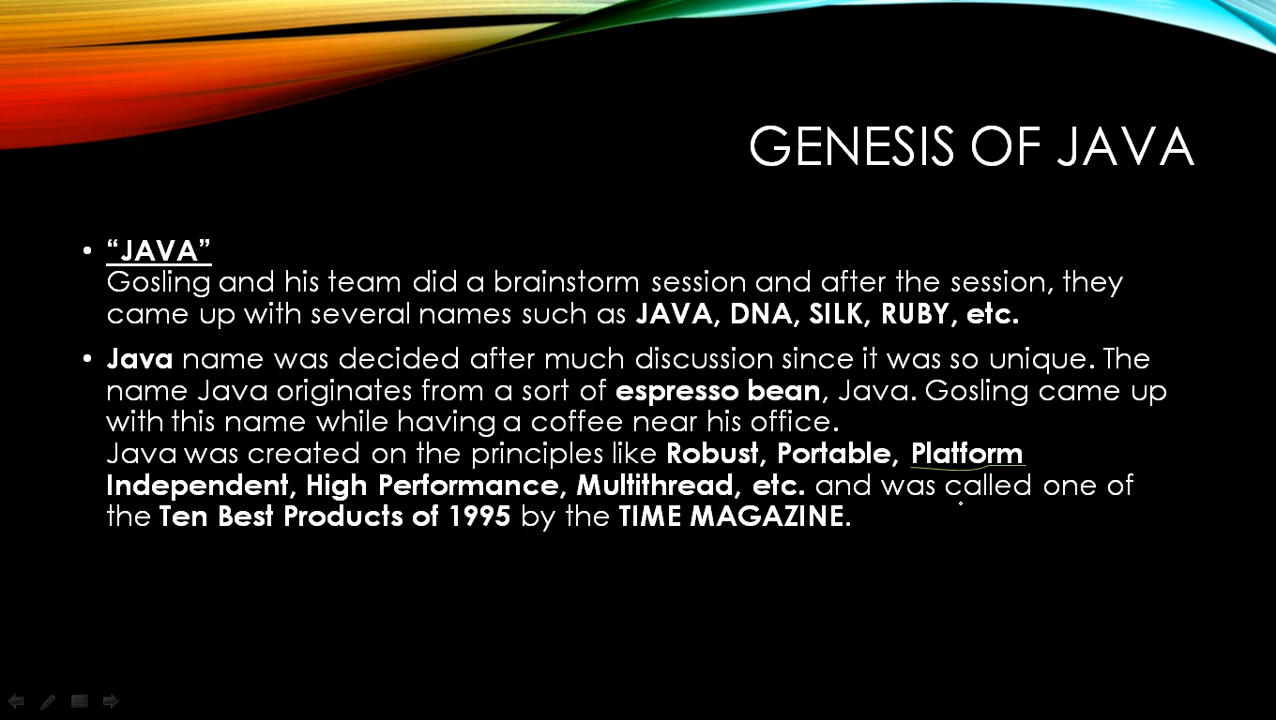 GENESIS OF JAVA
• “JAVA”
Gosling and his team did a brainstorm session and after the session, they
came up with several names such as JAVA, DNA, SILK, RUBY, etc.
• Java name was decided after much discussion since it was so unique. The
name Java originates from a sort of espresso bean, Java. Gosling came up
with this name while having a coffee near his office.
Java was created on the principles like Robust, Portable, Platform
Independent, High Performance, Multithread, etc. and was called one of
the Ten Best Products of 1995 by the TIME MAGAZINE.